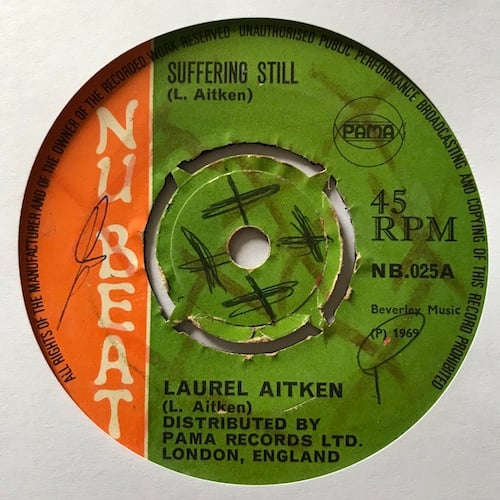 ALL RIGHTS OF THE MANUFACTURER AND OF THE OWNER OF THE RECORDED WORK RESERVED · UNAUTHORISED PUBLIC PERFORMANCE BROADCASTING AND COPYING OF THIS RECORD PROHIBITED
NU BEAT
SUFFERING STILL
(L. Aitken)
PAMA
45
RPM
NB.025A
Beverley Music
(P) 1969
LAUREL AITKEN
(L. Aitken)
DISTRIBUTED BY
PAMA RECORDS LTD.
LONDON, ENGLAND